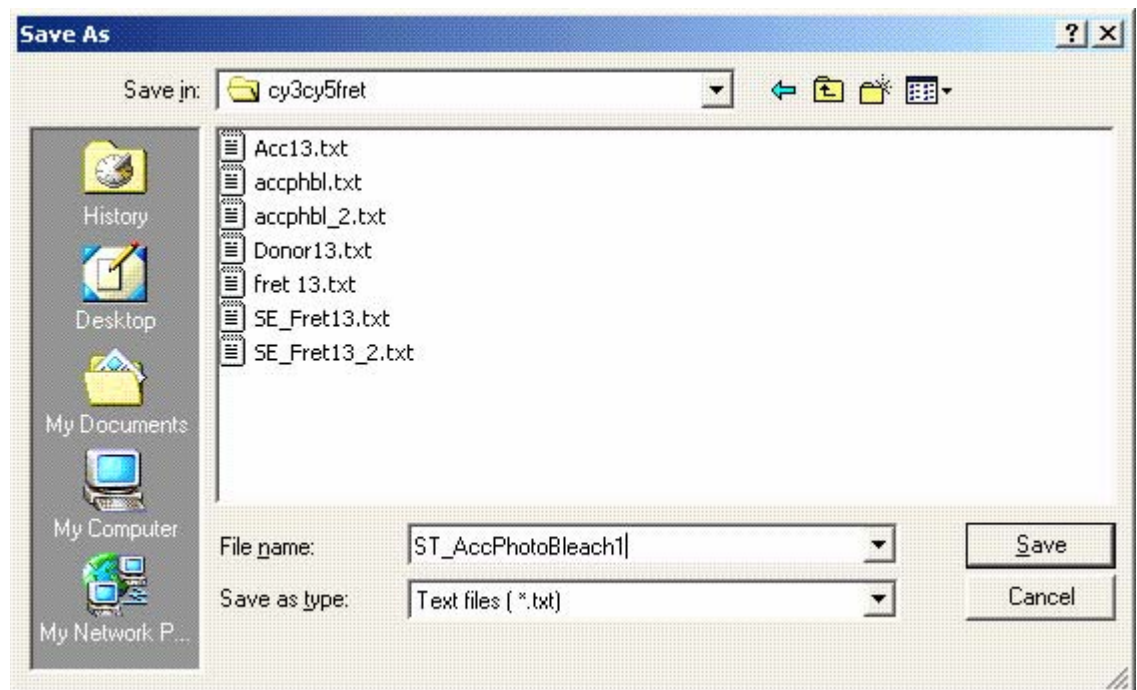 Save As
Save in: cy3cy5fret
History
Desktop
My Documents
My Computer
My Network P...
Acc13.txt
accphbl.txt
accphbl_2.txt
Donor13.txt
fret 13.txt
SE_Fret13.txt
SE_Fret13_2.txt
File name: ST_AccPhotoBleach1 Save
Save as type: Text files ( *.txt) Cancel